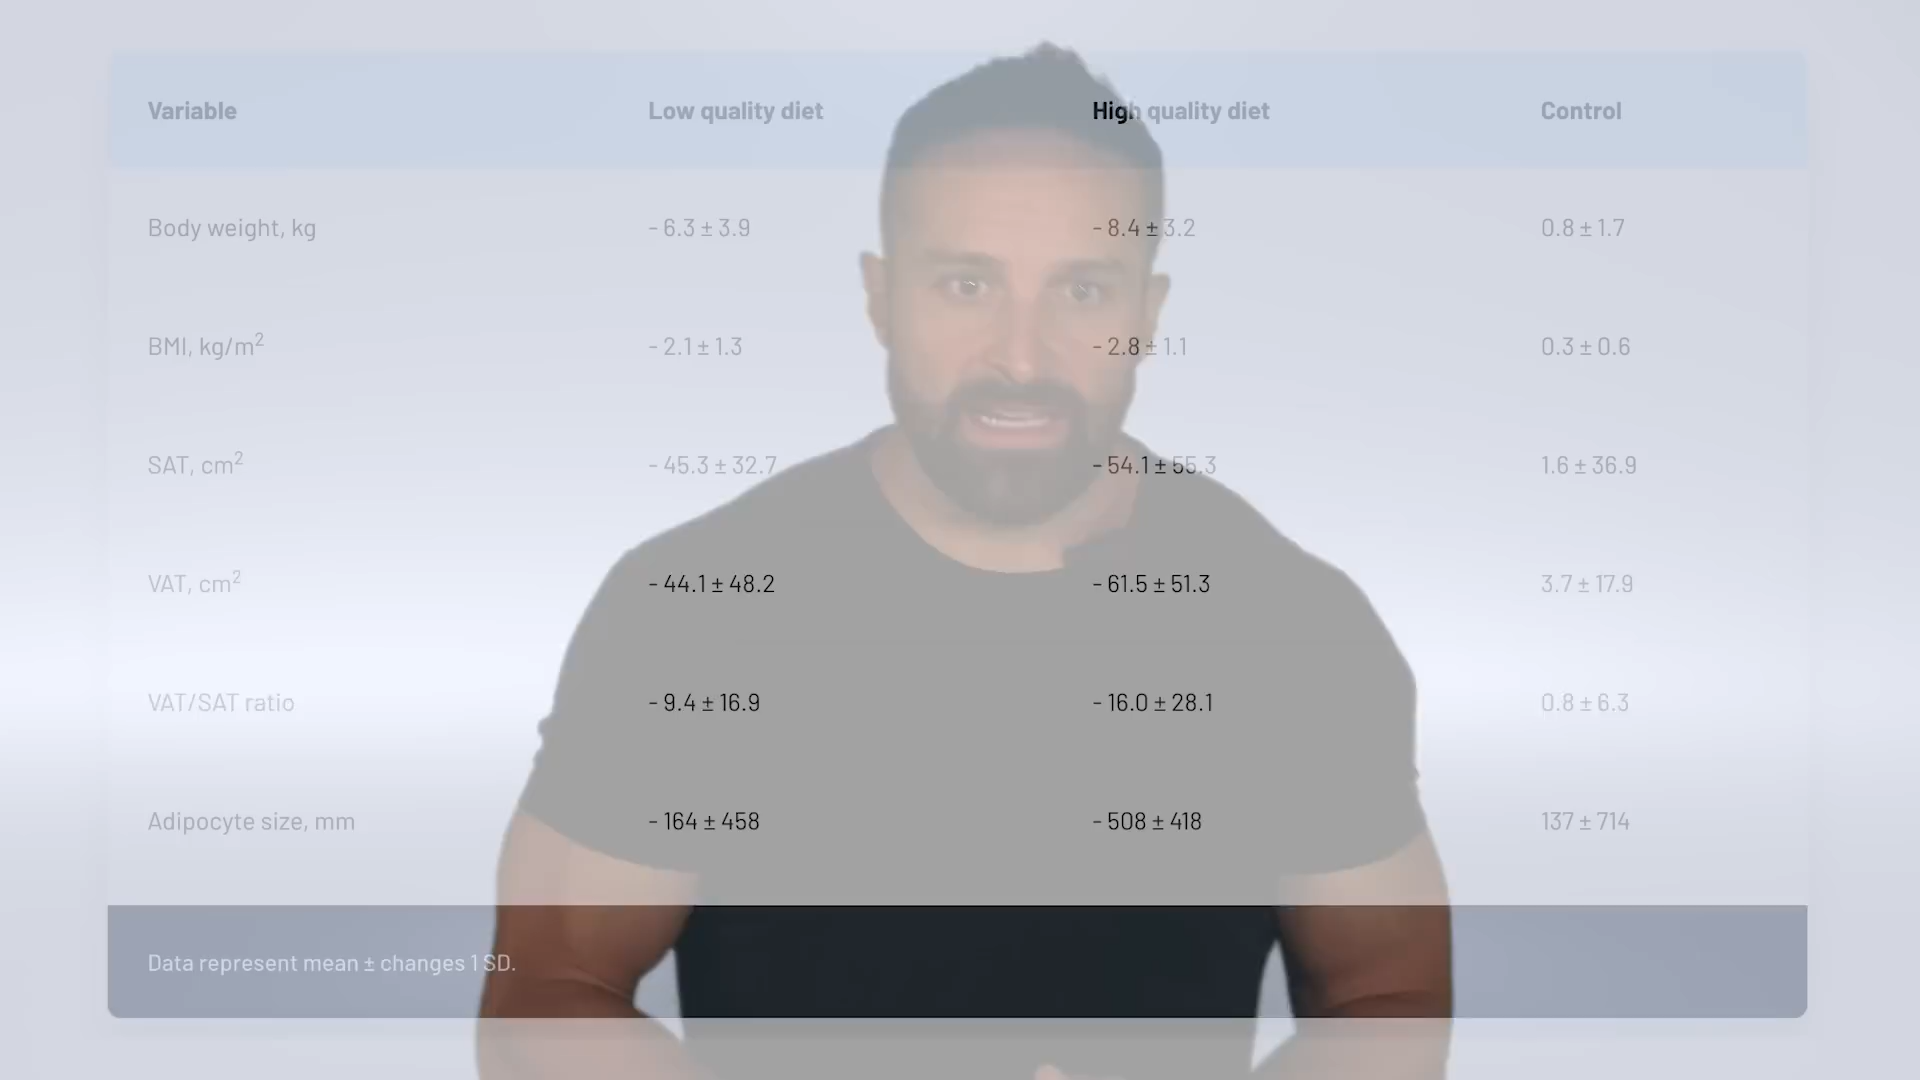 Variable Low quality diet High quality diet Control
Body weight, kg - 6.3 ± 3.9 - 8.4 ± 3.2 0.8 ± 1.7
BMI, kg/m² - 2.1 ± 1.3 - 2.8 ± 1.1 0.3 ± 0.6
SAT, cm² - 45.3 ± 32.7 - 54.1 ± 55.3 1.6 ± 36.9
VAT, cm² - 44.1 ± 48.2 - 61.5 ± 51.3 3.7 ± 17.9
VAT/SAT ratio - 9.4 ± 16.9 - 16.0 ± 28.1 0.8 ± 6.3
Adipocyte size, mm - 164 ± 458 - 508 ± 418 137 ± 714
Data represent mean ± changes 1 SD.